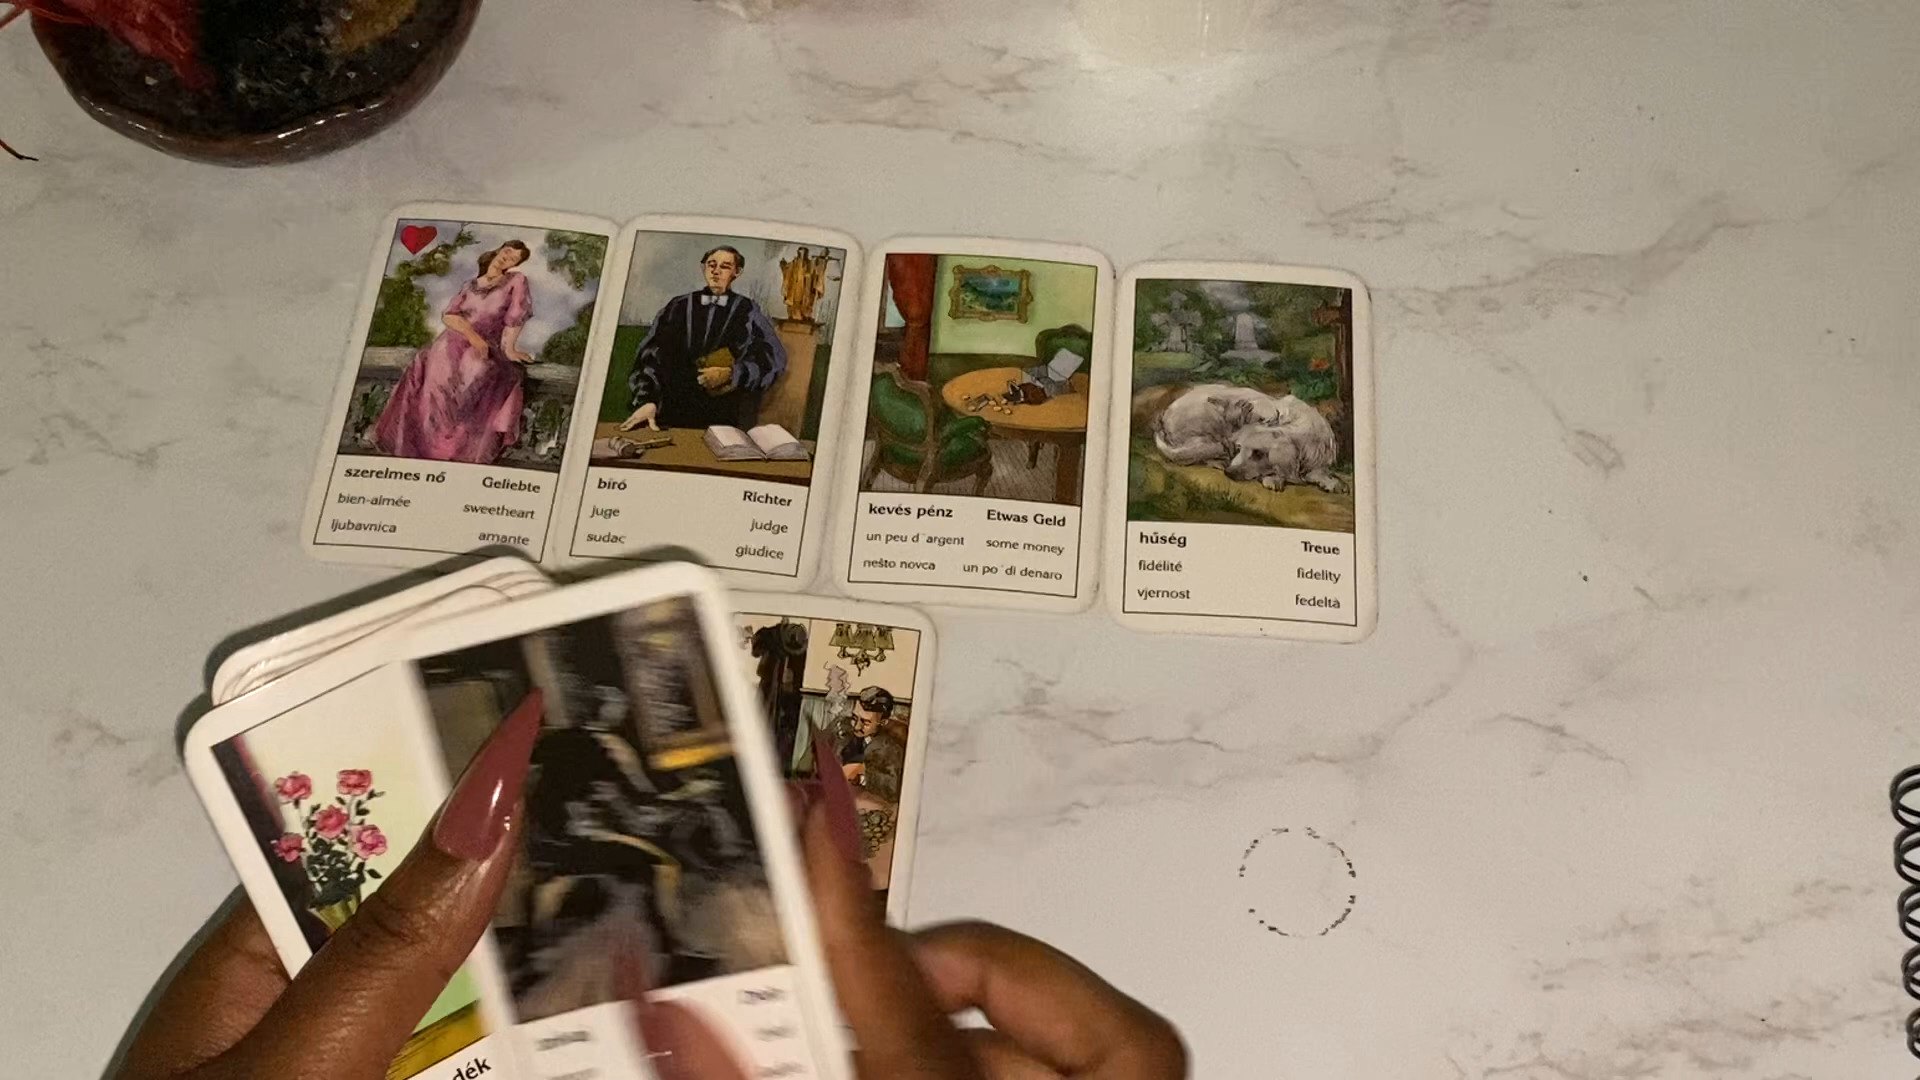 szerelmes nő Geliebte
bien-aimée sweetheart
ljubavnica amante
bíró Richter
juge judge
sudac giudice
kevés pénz Etwas Geld
un peu d´argent some money
nešto novca un po´di denaro
hűség Treue
fidélité fidelity
vjernost fedeltà
dék